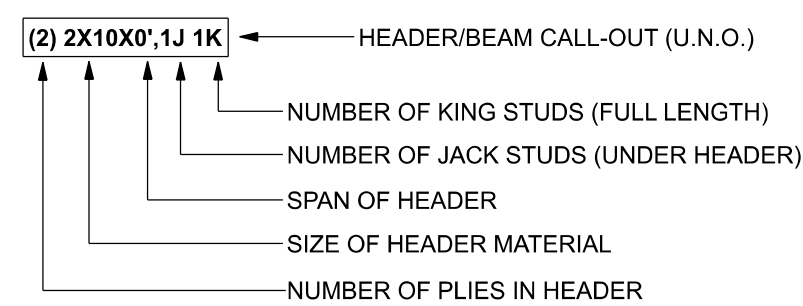 (2) 2X10X0',1J 1K
HEADER/BEAM CALL-OUT (U.N.O.)
NUMBER OF KING STUDS (FULL LENGTH)
NUMBER OF JACK STUDS (UNDER HEADER)
SPAN OF HEADER
SIZE OF HEADER MATERIAL
NUMBER OF PLIES IN HEADER